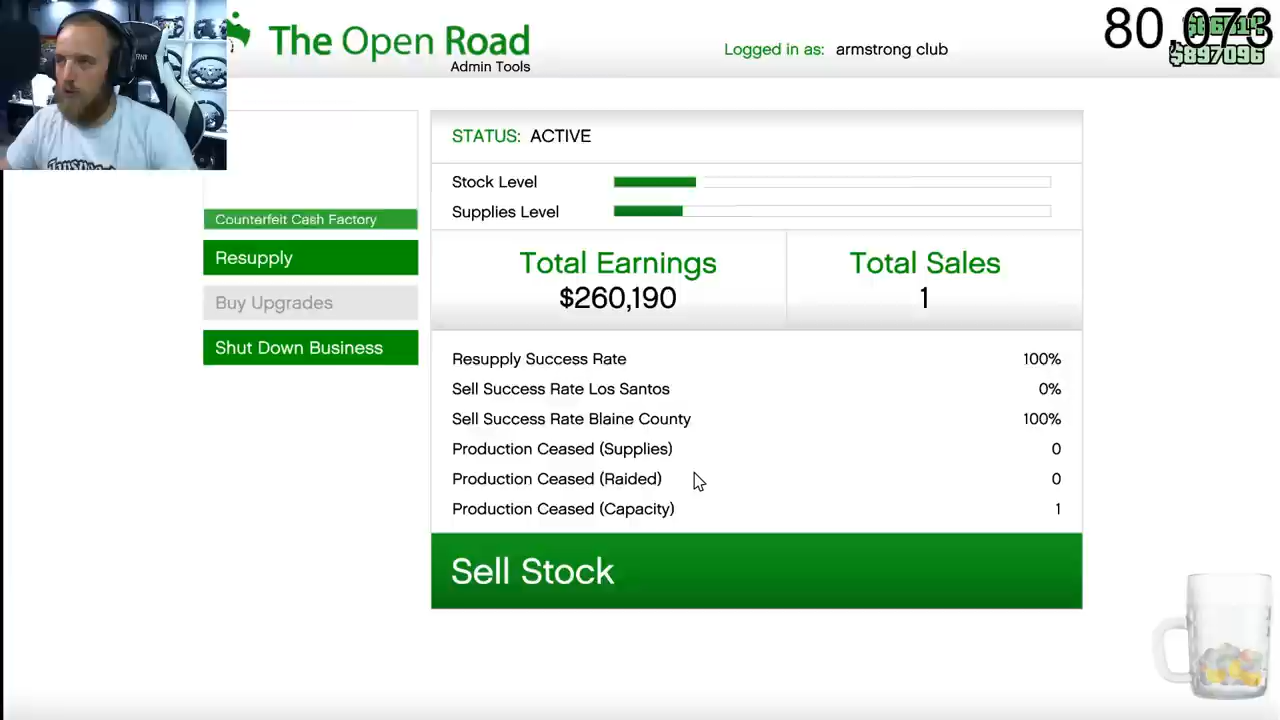 The Open Road
Admin Tools
Logged in as: armstrong club
80,073
$897096
Counterfeit Cash Factory
Resupply
Buy Upgrades
Shut Down Business
STATUS: ACTIVE
Stock Level
Supplies Level
Total Earnings
$260,190
Total Sales
1
Resupply Success Rate 100%
Sell Success Rate Los Santos 0%
Sell Success Rate Blaine County 100%
Production Ceased (Supplies) 0
Production Ceased (Raided) 0
Production Ceased (Capacity) 1
Sell Stock